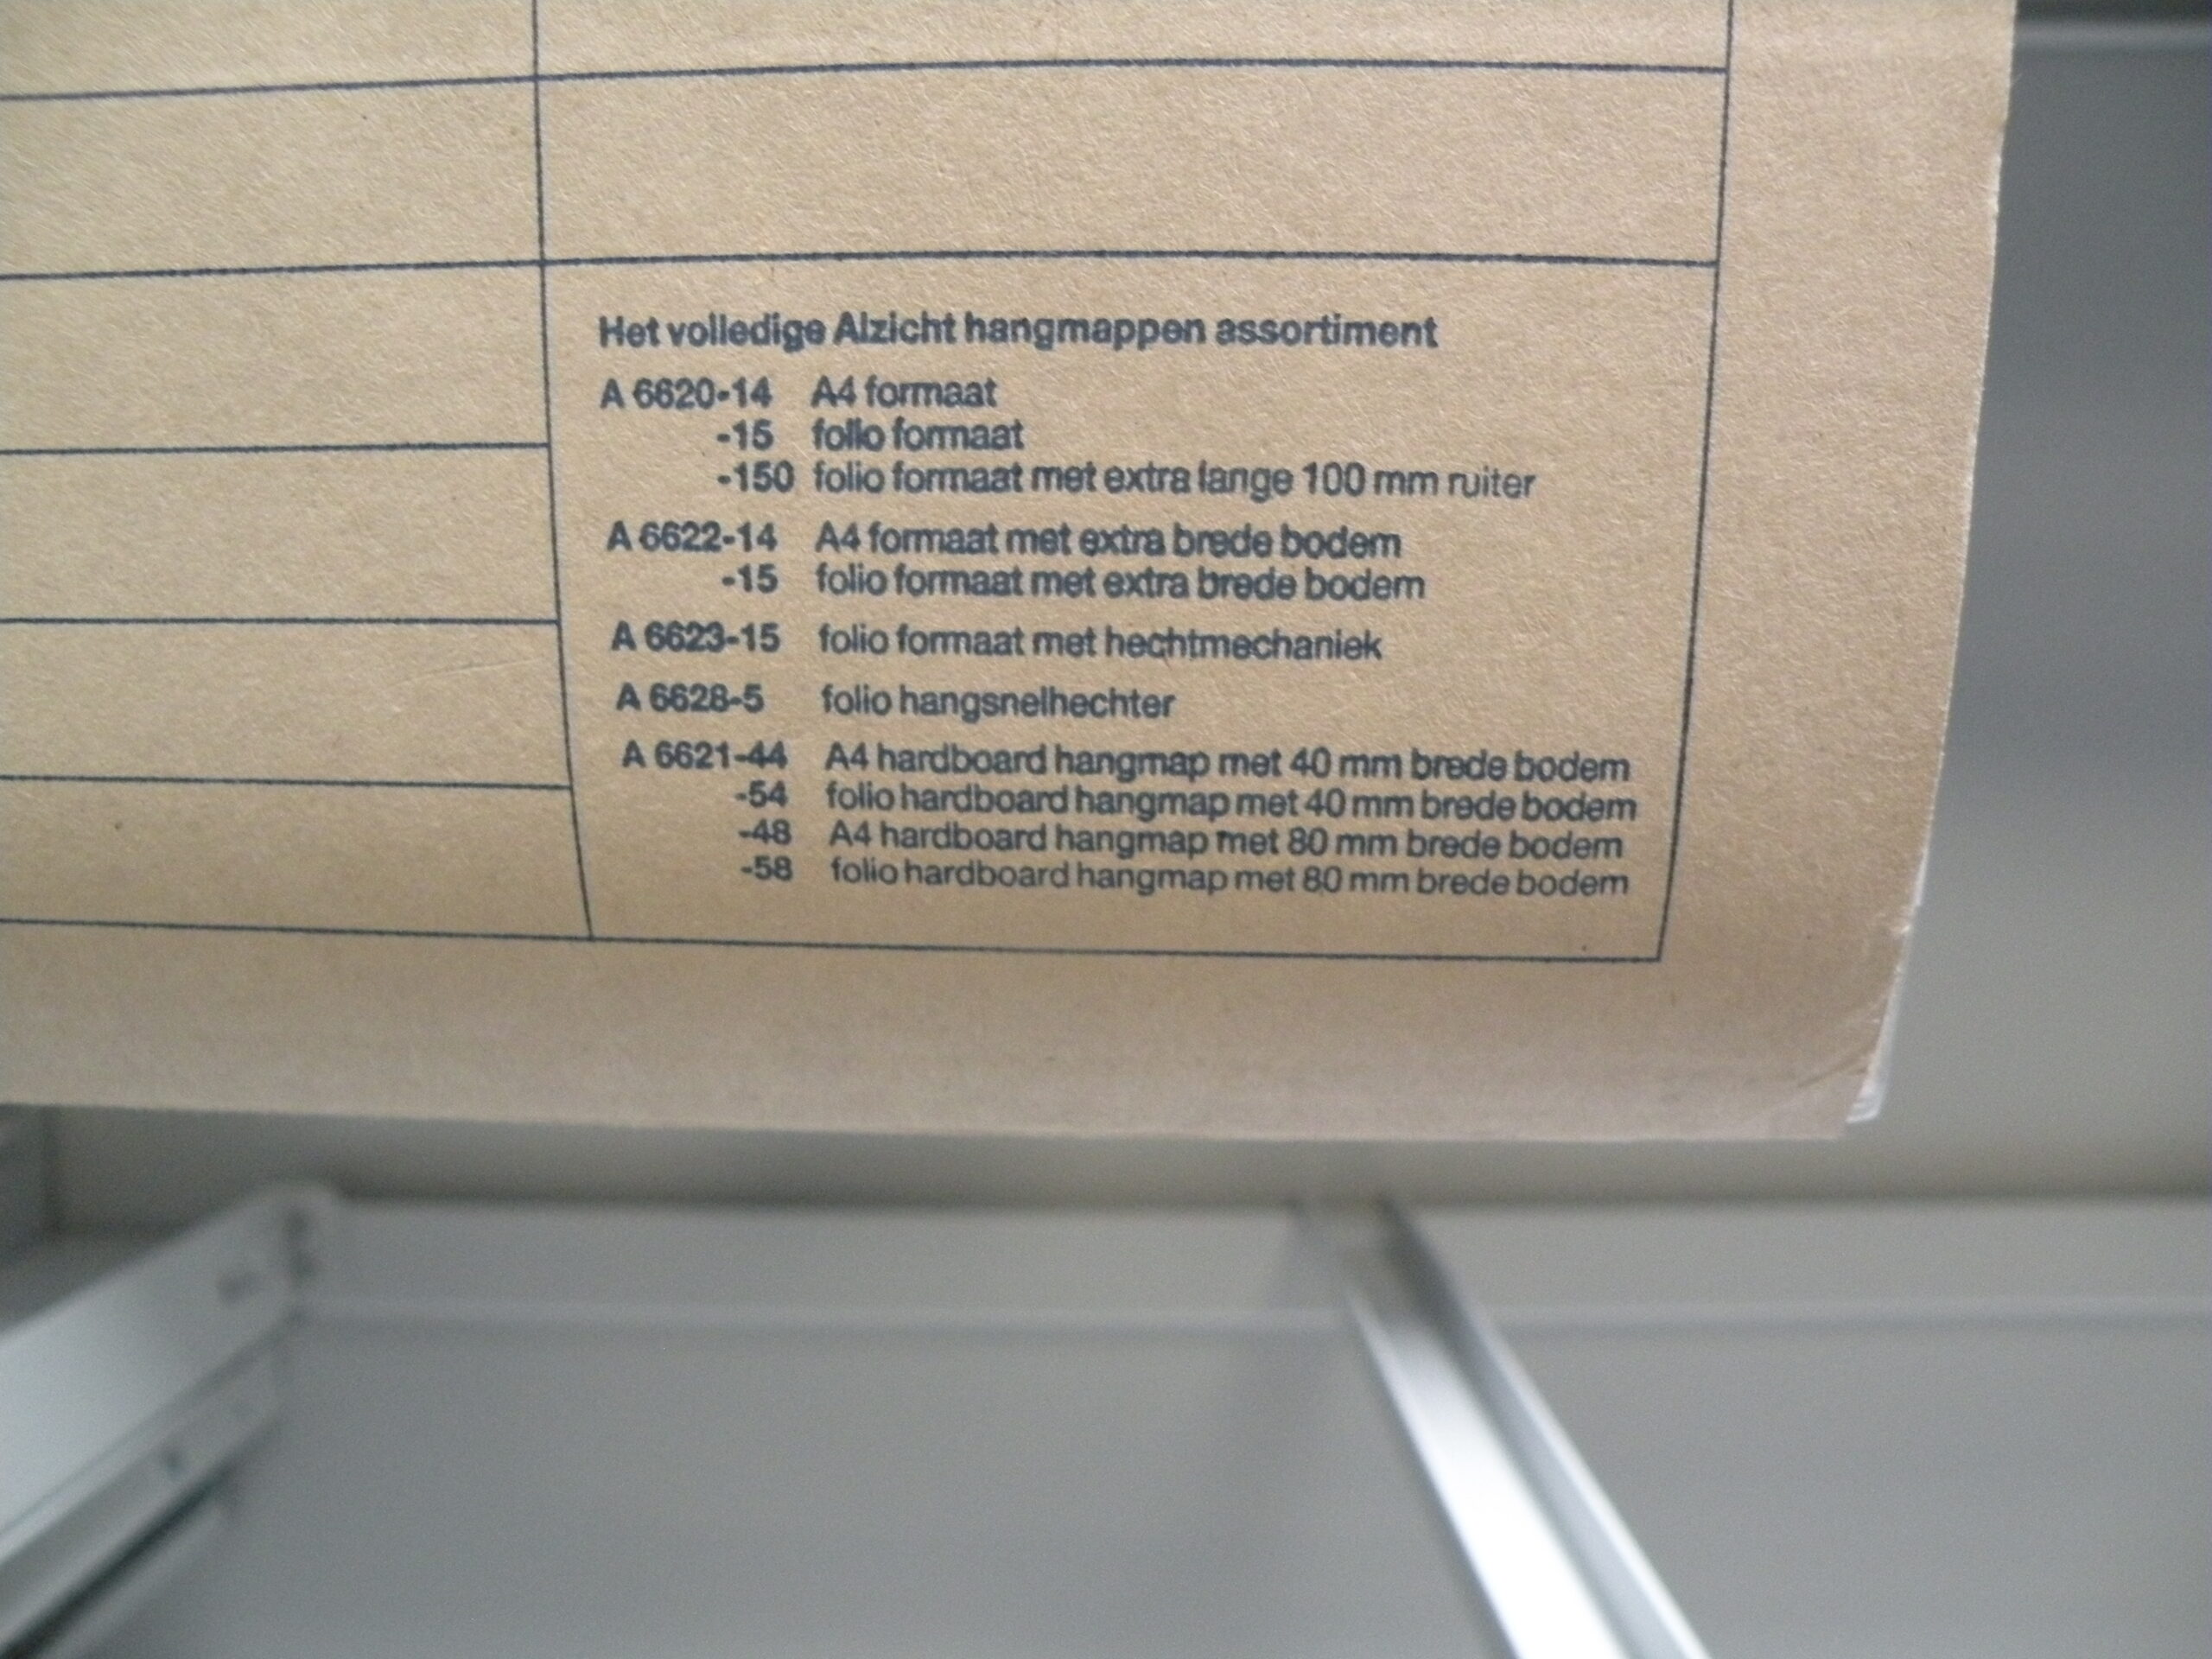 Het volledige Alzicht hangmappen assortiment
A 6620-14 A4 formaat
-15 folio formaat
-150 folio formaat met extra lange 100 mm ruiter
A 6622-14 A4 formaat met extra brede bodem
-15 folio formaat met extra brede bodem
A 6623-15 folio formaat met hechtmechaniek
A 6628-5 folio hangsnelhechter
A 6621-44 A4 hardboard hangmap met 40 mm brede bodem
-54 folio hardboard hangmap met 40 mm brede bodem
-48 A4 hardboard hangmap met 80 mm brede bodem
-58 folio hardboard hangmap met 80 mm brede bodem